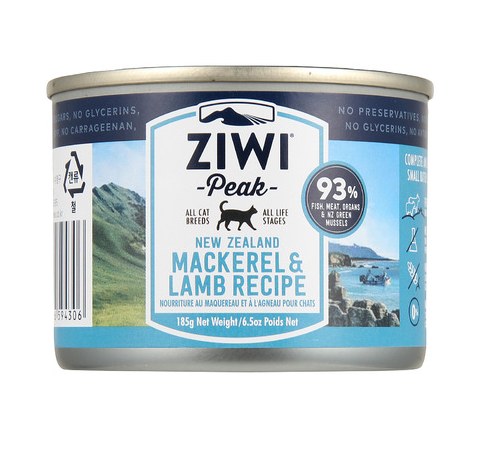 ARS, NO GLYCERINS,
NO CARRAGEENAN,
NO PRESERVATIVES
NO GLYCERINS, NO
ZIWI®
Peak
ALL CAT BREEDS
ALL LIFE STAGES
93%
FISH, MEAT, ORGANS
& NZ GREEN
MUSSELS
NEW ZEALAND
MACKEREL &
LAMB RECIPE
NOURRITURE AU MAQUEREAU ET À L'AGNEAU POUR CHATS
185g Net Weight/6.5oz Poids Net
594306
COMPLETE
SMALL